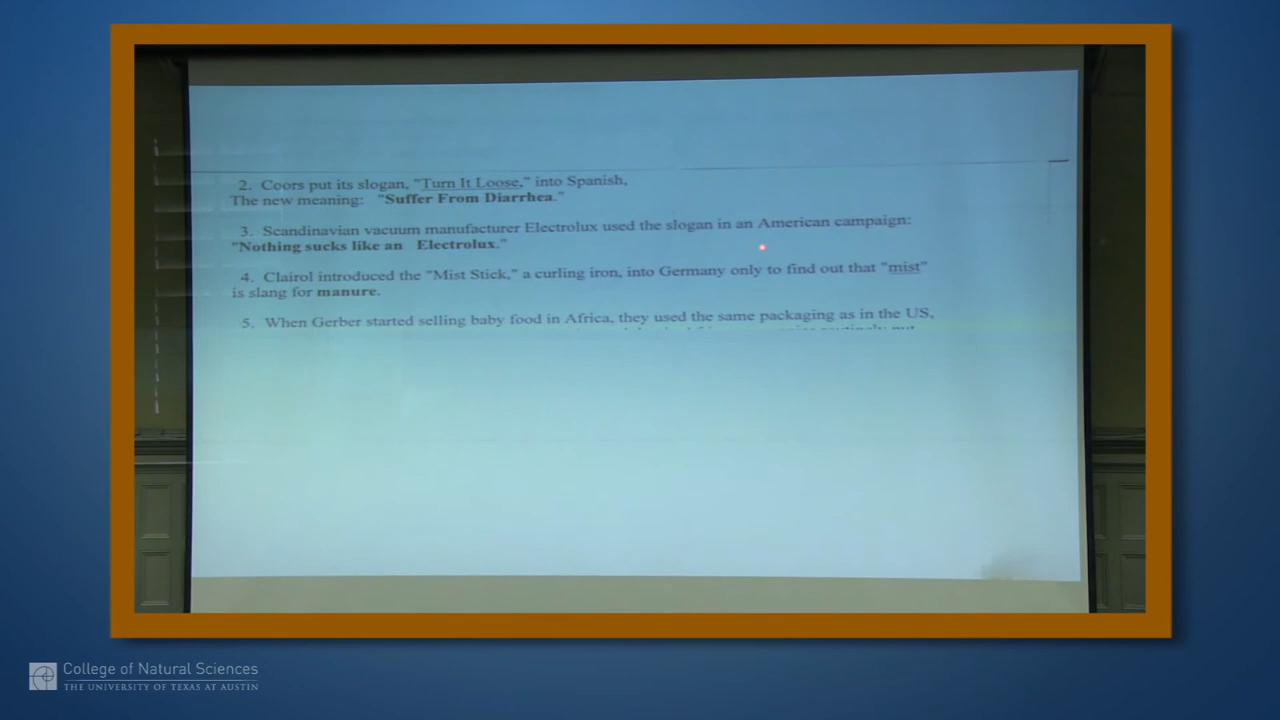 2. Coors put its slogan, "Turn It Loose," into Spanish,
The new meaning: "Suffer From Diarrhea."
3. Scandinavian vacuum manufacturer Electrolux used the slogan in an American campaign:
"Nothing sucks like an Electrolux."
4. Clairol introduced the "Mist Stick," a curling iron, into Germany only to find out that "mist"
is slang for manure.
5. When Gerber started selling baby food in Africa, they used the same packaging as in the US,
College of Natural Sciences
THE UNIVERSITY OF TEXAS AT AUSTIN